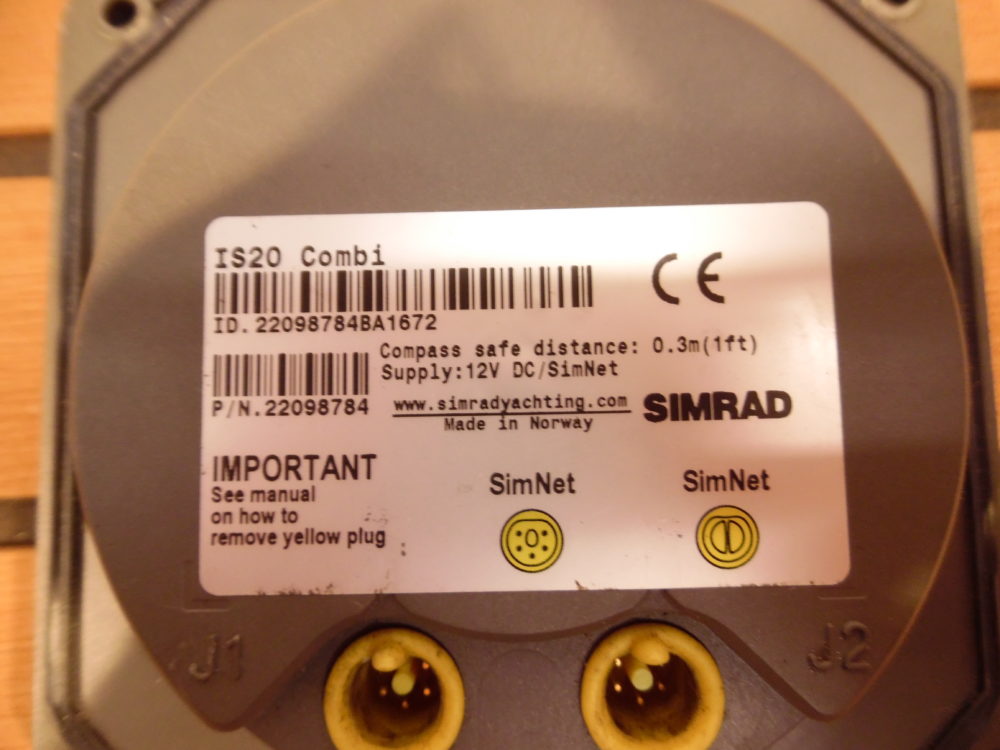 IS20 Combi
CE
ID.22098784BA1672
Compass safe distance: 0.3m(1ft)
Supply:12V DC/SimNet
P/N.22098784
www.simradyachting.com
SIMRAD
Made in Norway
IMPORTANT
See manual
on how to
remove yellow plug
SimNet
SimNet
J1
J2